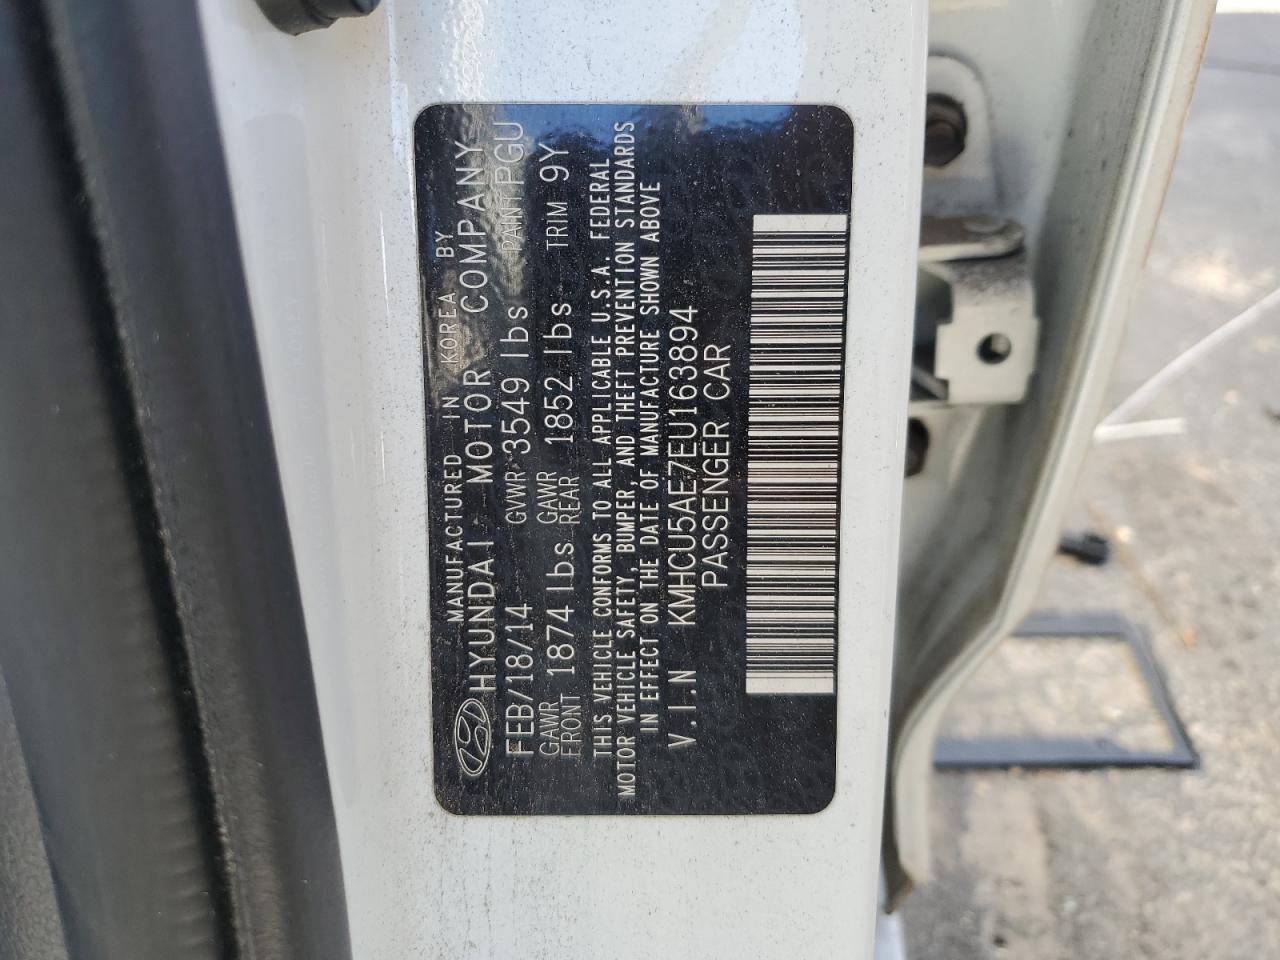 MANUFACTURED IN KOREA BY
HYUNDAI MOTOR COMPANY
FEB/18/14 GVWR 3549 lbs PAINT PGU
GAWR FRONT 1874 lbs GAWR REAR 1852 lbs TRIM 9Y
THIS VEHICLE CONFORMS TO ALL APPLICABLE U.S.A. FEDERAL
MOTOR VEHICLE SAFETY, BUMPER, AND THEFT PREVENTION STANDARDS
IN EFFECT ON THE DATE OF MANUFACTURE SHOWN ABOVE
V.I.N KMHCU5AE7EU163894
PASSENGER CAR